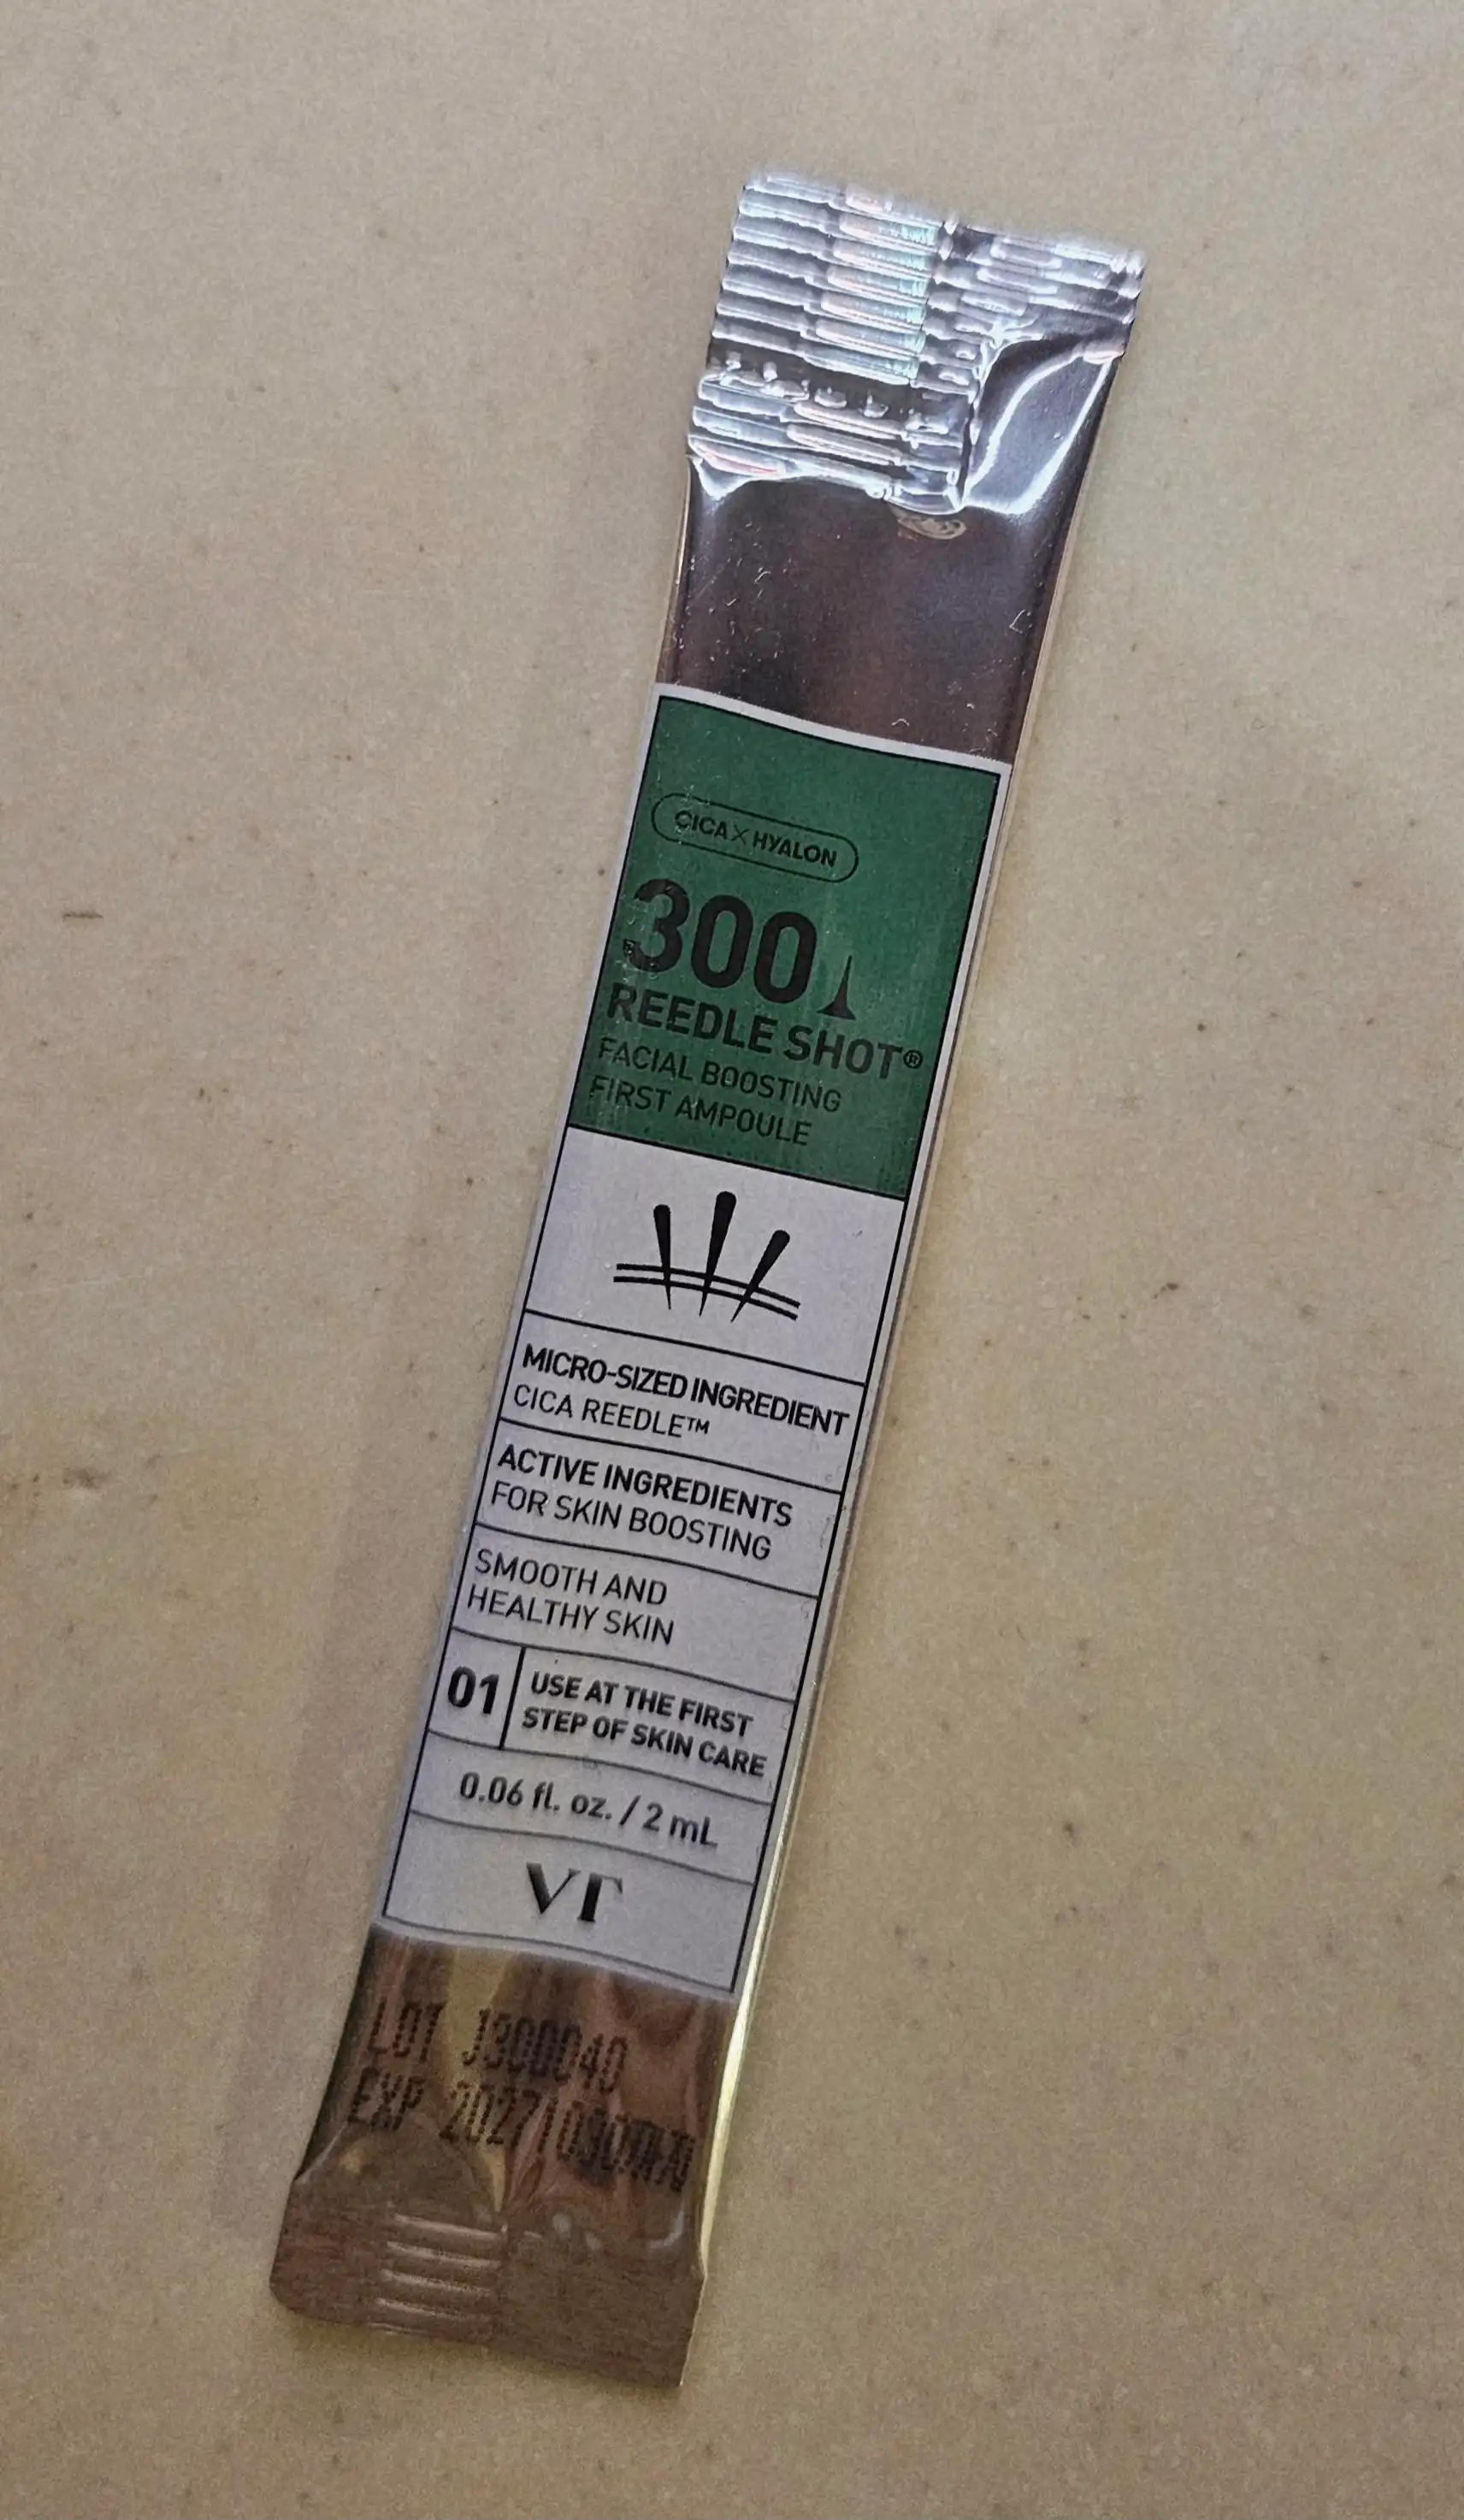 CICA×HYALON
300
REEDLE SHOT®
FACIAL BOOSTING
FIRST AMPOULE
MICRO-SIZED INGREDIENT
CICA REEDLE™
ACTIVE INGREDIENTS
FOR SKIN BOOSTING
SMOOTH AND
HEALTHY SKIN
01
USE AT THE FIRST
STEP OF SKIN CARE
0.06 fl. oz. / 2 mL
VT
LOT J300040
EXP